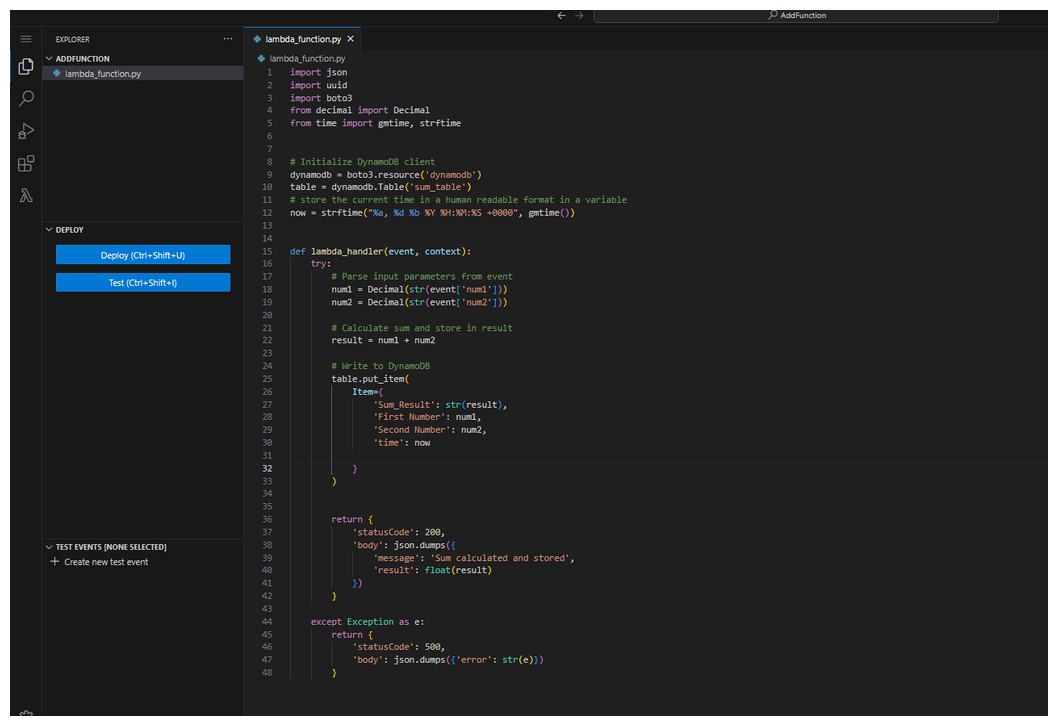 AddFunction
EXPLORER
ADDFUNCTION
lambda_function.py
DEPLOY
Deploy (Ctrl+Shift+U)
Test (Ctrl+Shift+I)
TEST EVENTS [NONE SELECTED]
Create new test event
lambda_function.py
lambda_function.py
1 import json
2 import uuid
3 import boto3
4 from decimal import Decimal
5 from time import gmtime, strftime
6
7
8 # Initialize DynamoDB client
9 dynamodb = boto3.resource('dynamodb')
10 table = dynamodb.Table('sum_table')
11 # store the current time in a human readable format in a variable
12 now = strftime("%a, %d %b %Y %H:%M:%S +0000", gmtime())
13
14
15 def lambda_handler(event, context):
16     try:
17         # Parse input parameters from event
18         num1 = Decimal(str(event['num1']))
19         num2 = Decimal(str(event['num2']))
20
21         # Calculate sum and store in result
22         result = num1 + num2
23
24         # Write to DynamoDB
25         table.put_item(
26             Item={
27                 'Sum_Result': str(result),
28                 'First Number': num1,
29                 'Second Number': num2,
30                 'time': now
31
32             }
33         )
34
35
36         return {
37             'statusCode': 200,
38             'body': json.dumps({
39                 'message': 'Sum calculated and stored',
40                 'result': float(result)
41             })
42         }
43
44     except Exception as e:
45         return {
46             'statusCode': 500,
47             'body': json.dumps({'error': str(e)})
48         }